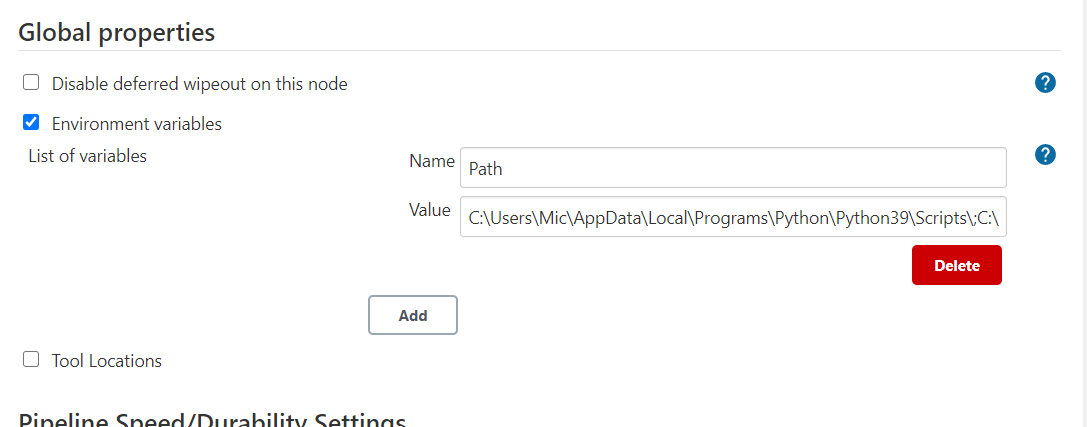 Global properties
Disable deferred wipeout on this node
?
Environment variables
List of variables
?
Name
Path
Value
C:\Users\Mic\AppData\Local\Programs\Python\Python39\Scripts\;C:\
Delete
Add
Tool Locations
Pipeline Speed/Durability Settings